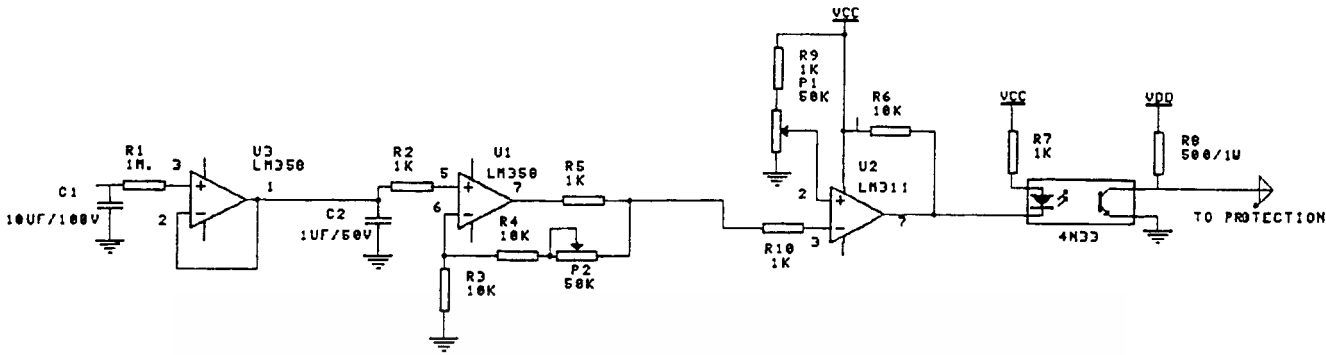 VCC
R9
1K
P1
50K
R6
10K
VCC
VDD
R7
1K
R8
500/1W
R1
1M.
3
U3
LM358
1
2
C1
10UF/100V
R2
1K
5
U1
LM358
7
6
C2
1UF/50V
R5
1K
R4
10K
P2
50K
R3
10K
2
U2
LM311
7
3
R10
1K
4N33
TO PROTECTION